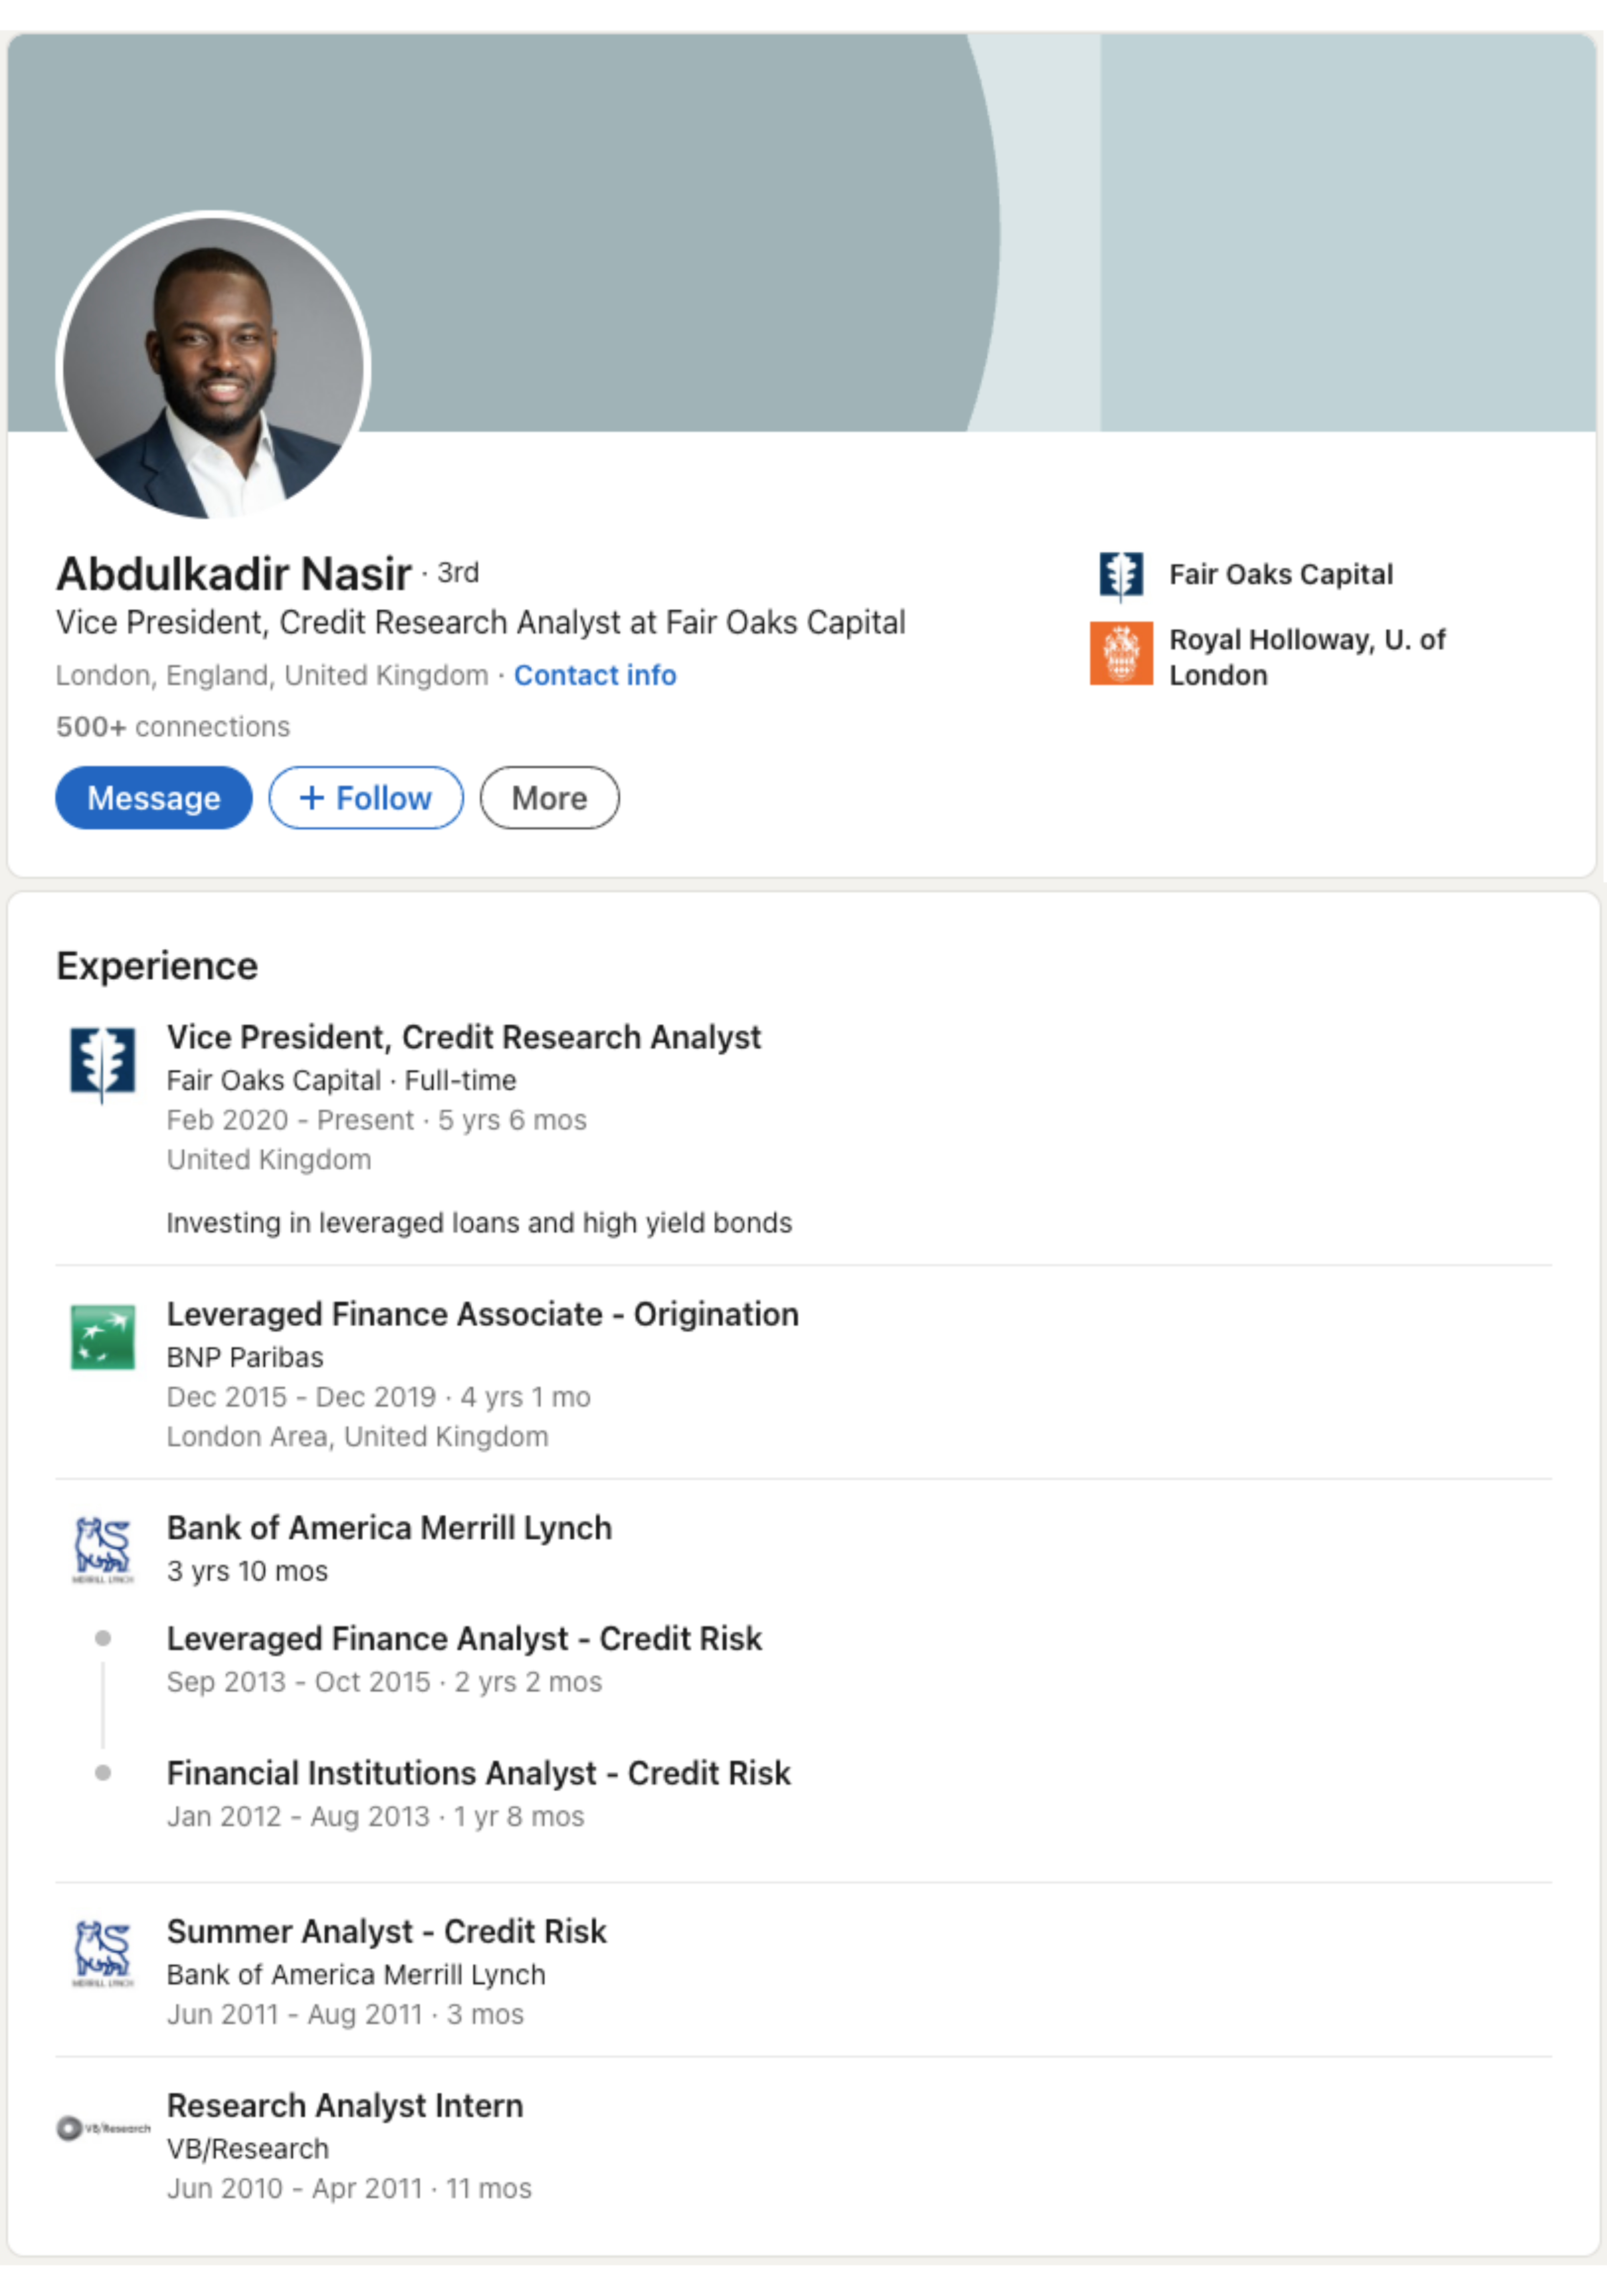 Abdulkadir Nasir · 3rd
Vice President, Credit Research Analyst at Fair Oaks Capital
London, England, United Kingdom · Contact info
500+ connections
Message
+ Follow
More
Fair Oaks Capital
Royal Holloway, U. of
London
Experience
Vice President, Credit Research Analyst
Fair Oaks Capital · Full-time
Feb 2020 - Present · 5 yrs 6 mos
United Kingdom
Investing in leveraged loans and high yield bonds
Leveraged Finance Associate - Origination
BNP Paribas
Dec 2015 - Dec 2019 · 4 yrs 1 mo
London Area, United Kingdom
MERRILL LYNCH
Bank of America Merrill Lynch
3 yrs 10 mos
Leveraged Finance Analyst - Credit Risk
Sep 2013 - Oct 2015 · 2 yrs 2 mos
Financial Institutions Analyst - Credit Risk
Jan 2012 - Aug 2013 · 1 yr 8 mos
MERRILL LYNCH
Summer Analyst - Credit Risk
Bank of America Merrill Lynch
Jun 2011 - Aug 2011 · 3 mos
VB/Research
Research Analyst Intern
VB/Research
Jun 2010 - Apr 2011 · 11 mos